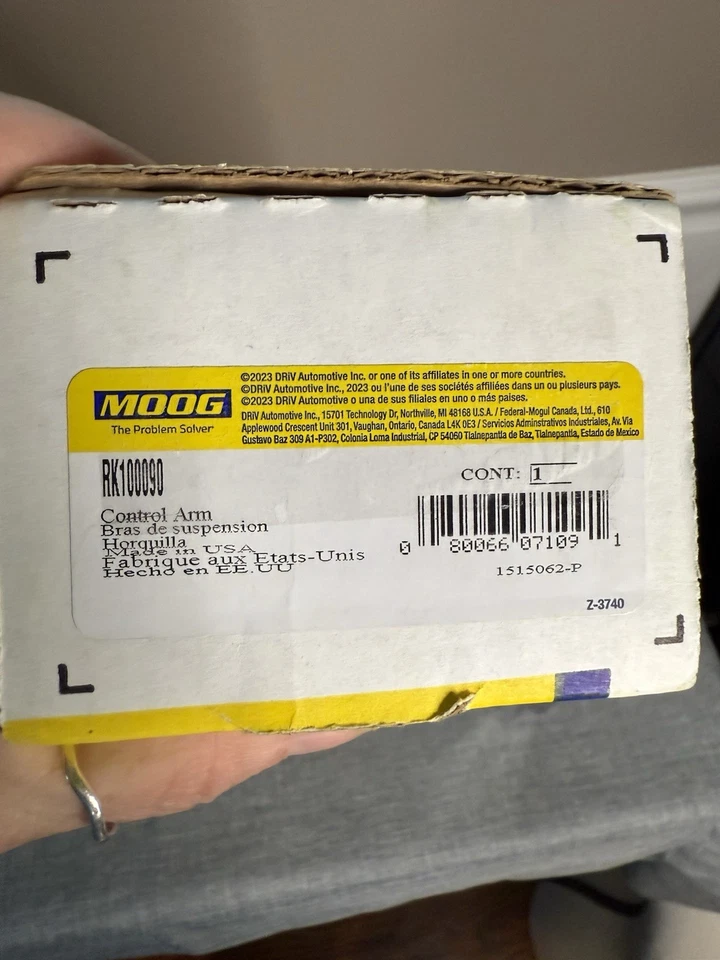 MOOG
The Problem Solver®
©2023 DRiV Automotive Inc. or one of its affiliates in one or more countries.
©DRiV Automotive Inc., 2023 ou l'une de ses sociétés affiliées dans un ou plusieurs pays.
©2023 DRiV Automotive o una de sus filiales en uno o más países.
DRiV Automotive Inc., 15701 Technology Dr, Northville, MI 48168 U.S.A. / Federal-Mogul Canada, Ltd., 610
Applewood Crescent Unit 301, Vaughan, Ontario, Canada L4K 0E3 / Servicios Adminstrativos Industriales, Av. Via
Gustavo Baz 309 A1-P302, Colonia Loma Industrial, CP 54060 Tlalnepantla de Baz, Tlalnepantla, Estado de Mexico
RK100090
CONT: 1
Control Arm
Bras de suspension
Horquilla
Made in USA
Fabrique aux Etats-Unis
Hecho en EE.UU
0 80066 07109 1
1515062-P
Z-3740